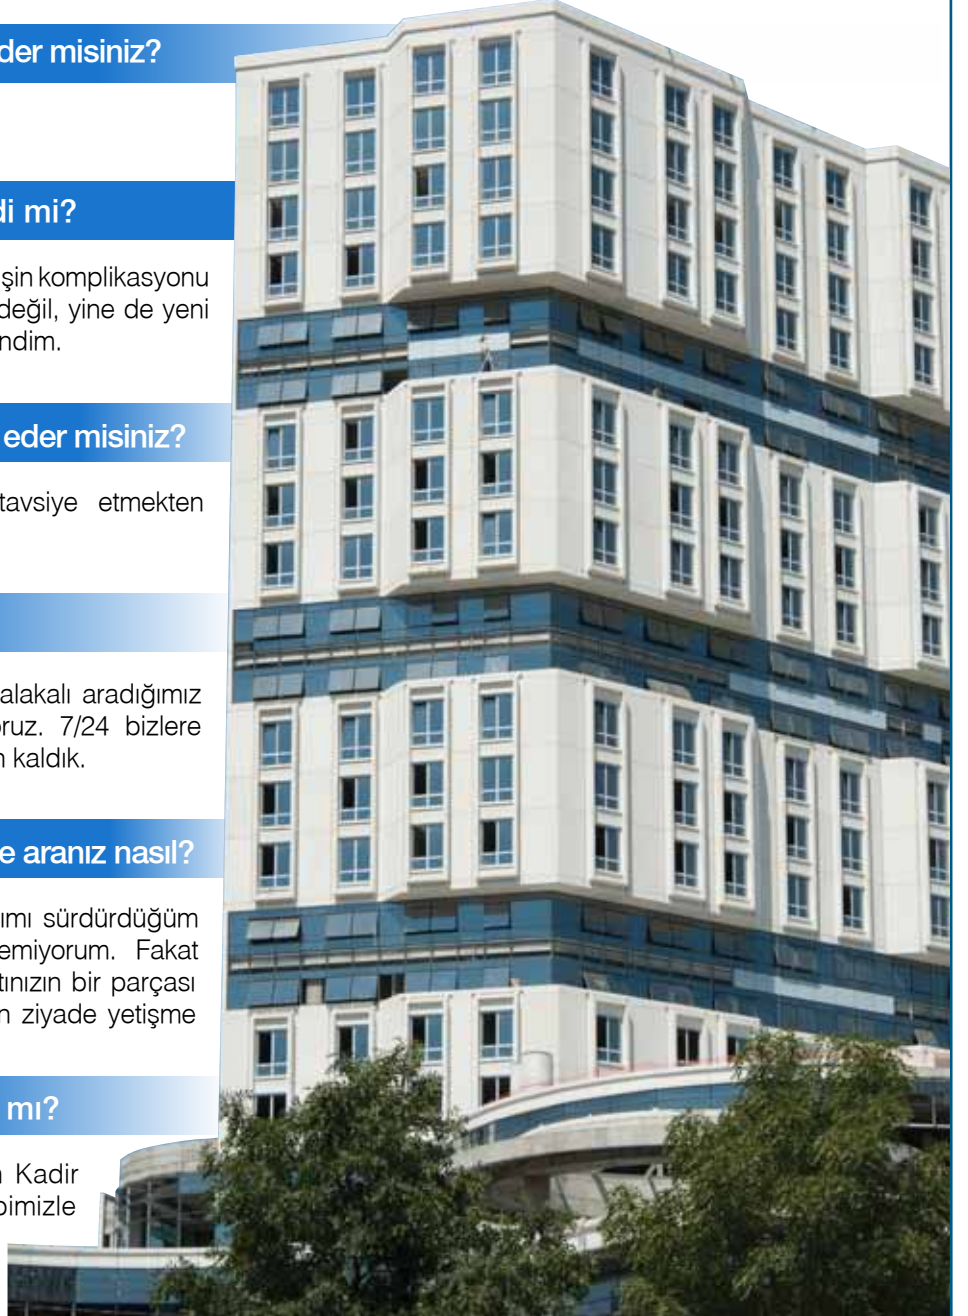 der misiniz?
di mi?
şin komplikasyonu
değil, yine de yeni
ndim.
eder misiniz?
tavsiye etmekten
alakalı aradığımız
ruz. 7/24 bizlere
n kaldık.
e aranız nasıl?
ımı sürdürdüğüm
emiyorum. Fakat
tınızın bir parçası
n ziyade yetişme
mı?
n Kadir
bimizle